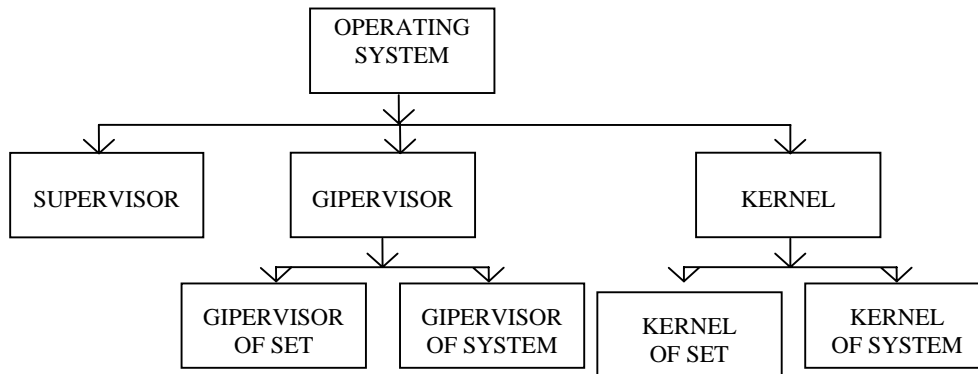 OPERATING
SYSTEM
SUPERVISOR
GIPERVISOR
KERNEL
GIPERVISOR
OF SET
GIPERVISOR
OF SYSTEM
KERNEL
OF SET
KERNEL
OF SYSTEM